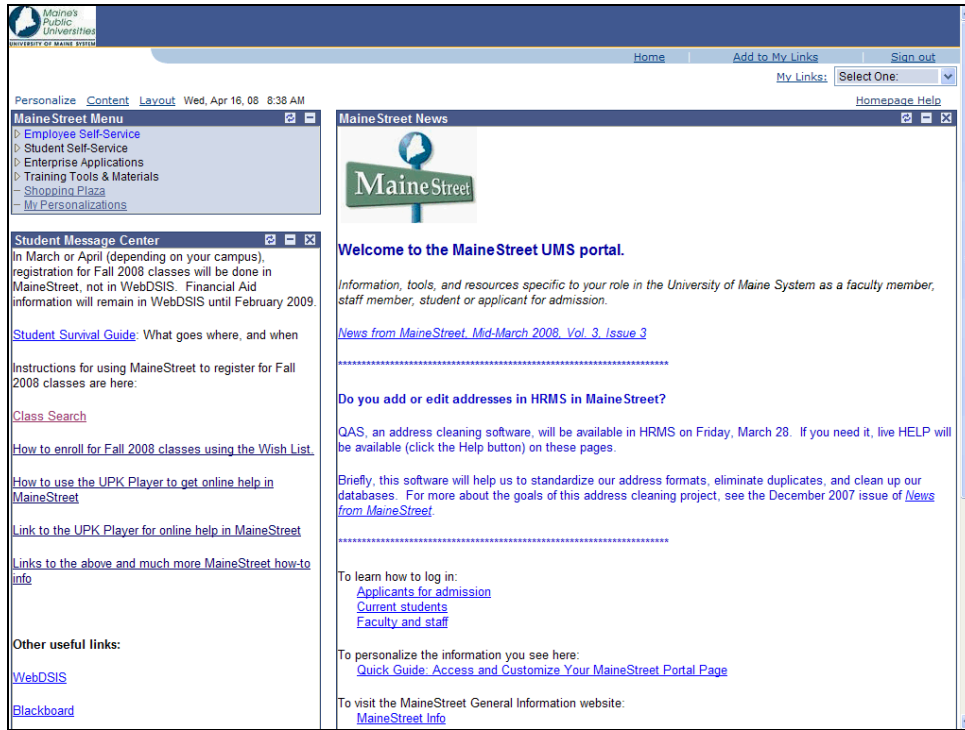 Maine's
Public
Universities
UNIVERSITY OF MAINE SYSTEM
Home Add to My Links Sign out
My Links: Select One:
Personalize Content Layout Wed, Apr 16, 08 8:38 AM Homepage Help
MaineStreet Menu
Employee Self-Service
Student Self-Service
Enterprise Applications
Training Tools & Materials
– Shopping Plaza
– My Personalizations
Student Message Center
In March or April (depending on your campus),
registration for Fall 2008 classes will be done in
MaineStreet, not in WebDSIS. Financial Aid
information will remain in WebDSIS until February 2009.
Student Survival Guide: What goes where, and when
Instructions for using MaineStreet to register for Fall
2008 classes are here:
Class Search
How to enroll for Fall 2008 classes using the Wish List.
How to use the UPK Player to get online help in
MaineStreet
Link to the UPK Player for online help in MaineStreet
Links to the above and much more MaineStreet how-to
info
Other useful links:
WebDSIS
Blackboard
MaineStreet News
MaineStreet
Welcome to the MaineStreet UMS portal.
Information, tools, and resources specific to your role in the University of Maine System as a faculty member,
staff member, student or applicant for admission.
News from MaineStreet, Mid-March 2008, Vol. 3, Issue 3
**********************************************************************
Do you add or edit addresses in HRMS in MaineStreet?
QAS, an address cleaning software, will be available in HRMS on Friday, March 28. If you need it, live HELP will
be available (click the Help button) on these pages.
Briefly, this software will help us to standardize our address formats, eliminate duplicates, and clean up our
databases. For more about the goals of this address cleaning project, see the December 2007 issue of News
from MaineStreet.
**********************************************************************
To learn how to log in:
Applicants for admission
Current students
Faculty and staff
To personalize the information you see here:
Quick Guide: Access and Customize Your MaineStreet Portal Page
To visit the MaineStreet General Information website:
MaineStreet Info